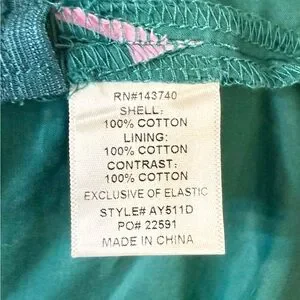 RN#143740
SHELL:
100% COTTON
LINING:
100% COTTON
CONTRAST:
100% COTTON
EXCLUSIVE OF ELASTIC
STYLE# AY511D
PO# 22591
MADE IN CHINA